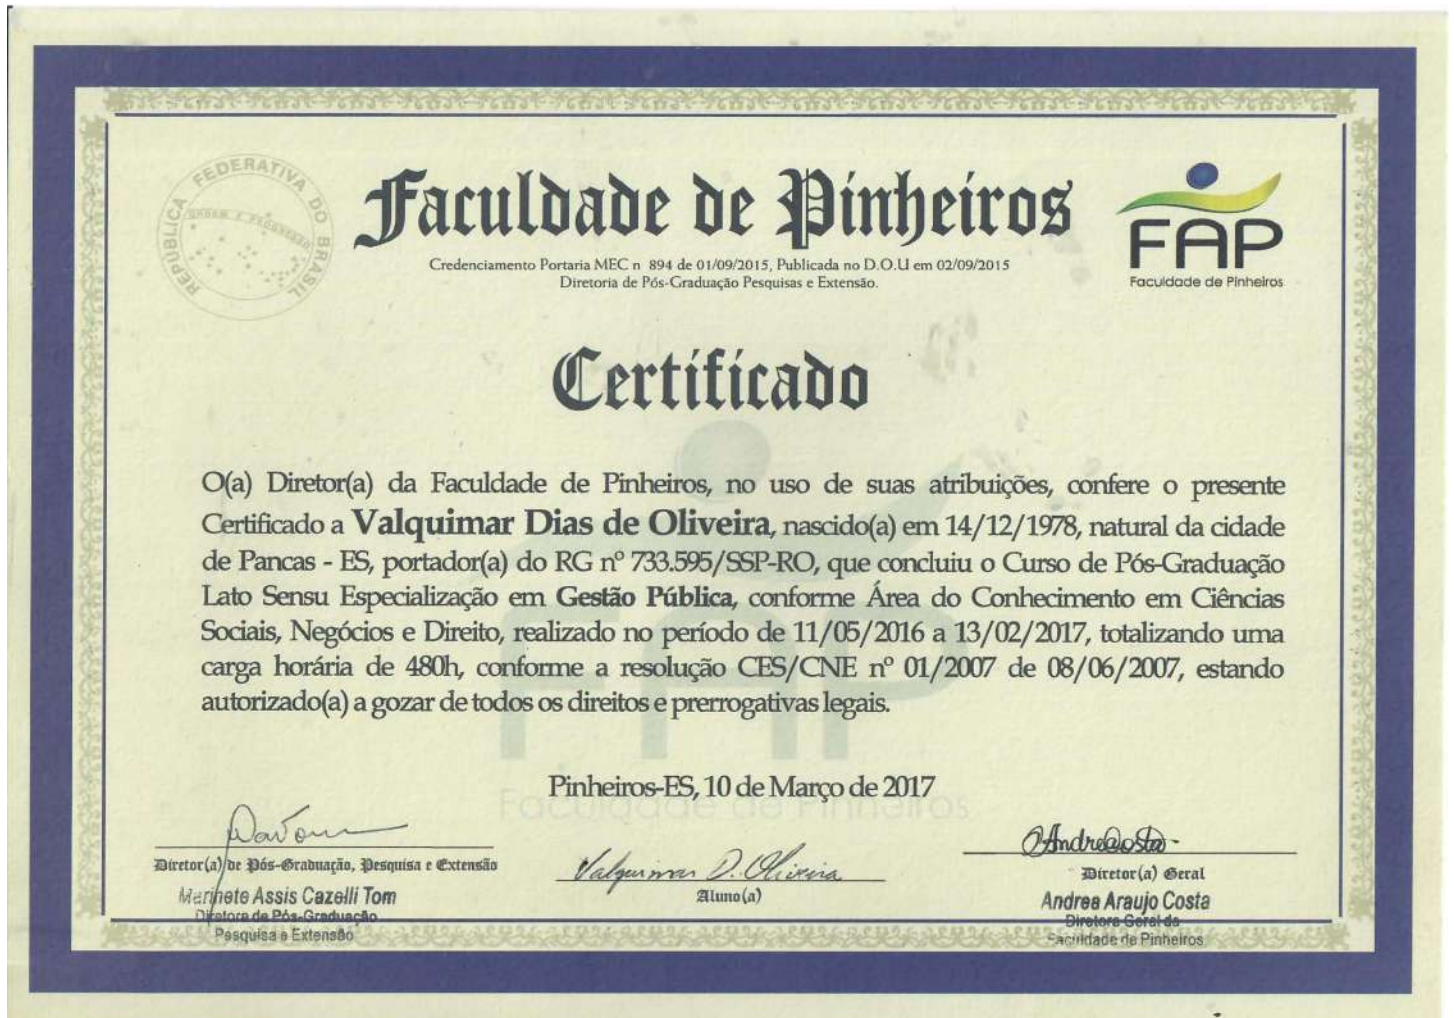 REPÚBLICA FEDERATIVA DO BRASIL
ORDEM E PROGRESSO
Faculdade de Pinheiros
FAP
Faculdade de Pinheiros
Credenciamento Portaria MEC n 894 de 01/09/2015, Publicada no D.O.U em 02/09/2015
Diretoria de Pós-Graduação Pesquisas e Extensão.
Certificado
O(a) Diretor(a) da Faculdade de Pinheiros, no uso de suas atribuições, confere o presente
Certificado a Valquimar Dias de Oliveira, nascido(a) em 14/12/1978, natural da cidade
de Pancas - ES, portador(a) do RG nº 733.595/SSP-RO, que concluiu o Curso de Pós-Graduação
Lato Sensu Especialização em Gestão Pública, conforme Área do Conhecimento em Ciências
Sociais, Negócios e Direito, realizado no período de 11/05/2016 a 13/02/2017, totalizando uma
carga horária de 480h, conforme a resolução CES/CNE nº 01/2007 de 08/06/2007, estando
autorizado(a) a gozar de todos os direitos e prerrogativas legais.
FAP
Faculdade de Pinheiros
Pinheiros-ES, 10 de Março de 2017
Diretor(a) de Pós-Graduação, Pesquisa e Extensão
Marinete Assis Cazelli Tom
Diretora de Pós-Graduação
Pesquisa e Extensão
Valquimar D. Oliveira
Aluno(a)
AndreaCosta
Diretor(a) Geral
Andrea Araujo Costa
Diretora Geral da
Faculdade de Pinheiros